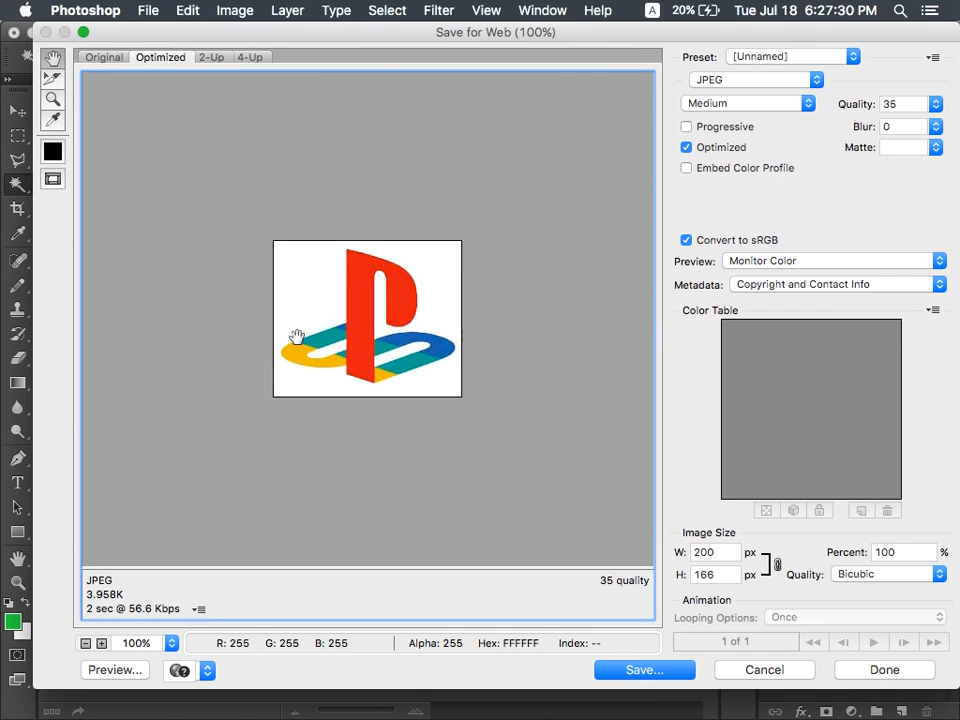 Photoshop File Edit Image Layer Type Select Filter View Window Help A 20% Tue Jul 18 6:27:30 PM
Save for Web (100%)
Original Optimized 2-Up 4-Up
Preset: [Unnamed]
JPEG
Medium Quality: 35
Progressive Blur: 0
Optimized Matte:
Embed Color Profile
Convert to sRGB
Preview: Monitor Color
Metadata: Copyright and Contact Info
Color Table
Image Size
W: 200 px Percent: 100 %
H: 166 px Quality: Bicubic
Animation
Looping Options: Once
1 of 1
JPEG 35 quality
3.958K
2 sec @ 56.6 Kbps
100% R: 255 G: 255 B: 255 Alpha: 255 Hex: FFFFFF Index: --
Preview... Save... Cancel Done